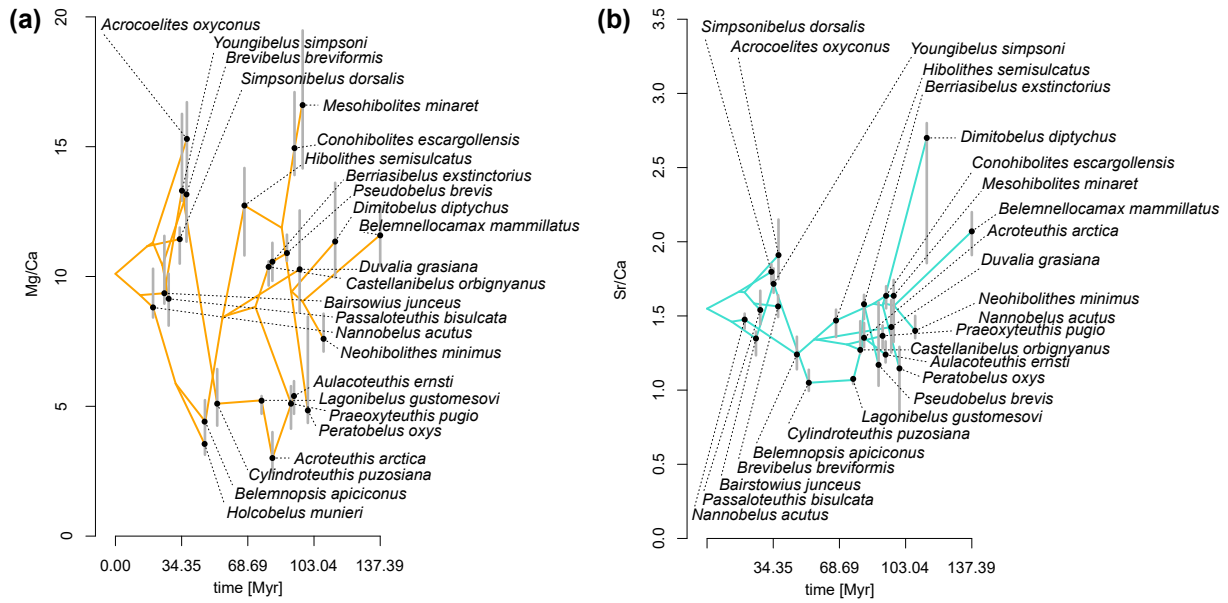 (a)
Mg/Ca
20
15
10
5
0
Acrocoelites oxyconus
Youngibelus simpsoni
Brevibelus breviformis
Simpsonibelus dorsalis
Mesohibolites minaret
Conohibolites escargollensis
Hibolithes semisulcatus
Berriasibelus exstinctorius
Pseudobelus brevis
Dimitobelus diptychus
Belemnellocamax mammillatus
Duvalia grasiana
Castellanibelus orbignyanus
Bairsowius junceus
Passaloteuthis bisulcata
Nannobelus acutus
Neohibolithes minimus
Aulacoteuthis ernsti
Lagonibelus gustomesovi
Praeoxyteuthis pugio
Peratobelus oxys
Acroteuthis arctica
Cylindroteuthis puzosiana
Belemnopsis apiciconus
Holcobelus munieri
0.00 34.35 68.69 103.04 137.39
time [Myr]
(b)
Sr/Ca
3.5
3.0
2.5
2.0
1.5
1.0
0.5
0.0
Simpsonibelus dorsalis
Acrocoelites oxyconus
Youngibelus simpsoni
Hibolithes semisulcatus
Berriasibelus exstinctorius
Dimitobelus diptychus
Conohibolites escargollensis
Mesohibolites minaret
Belemnellocamax mammillatus
Acroteuthis arctica
Duvalia grasiana
Neohibolithes minimus
Nannobelus acutus
Praeoxyteuthis pugio
Castellanibelus orbignyanus
Aulacoteuthis ernsti
Peratobelus oxys
Pseudobelus brevis
Lagonibelus gustomesovi
Cylindroteuthis puzosiana
Belemnopsis apiciconus
Brevibelus breviformis
Bairstowius junceus
Passaloteuthis bisulcata
Nannobelus acutus
34.35 68.69 103.04 137.39
time [Myr]